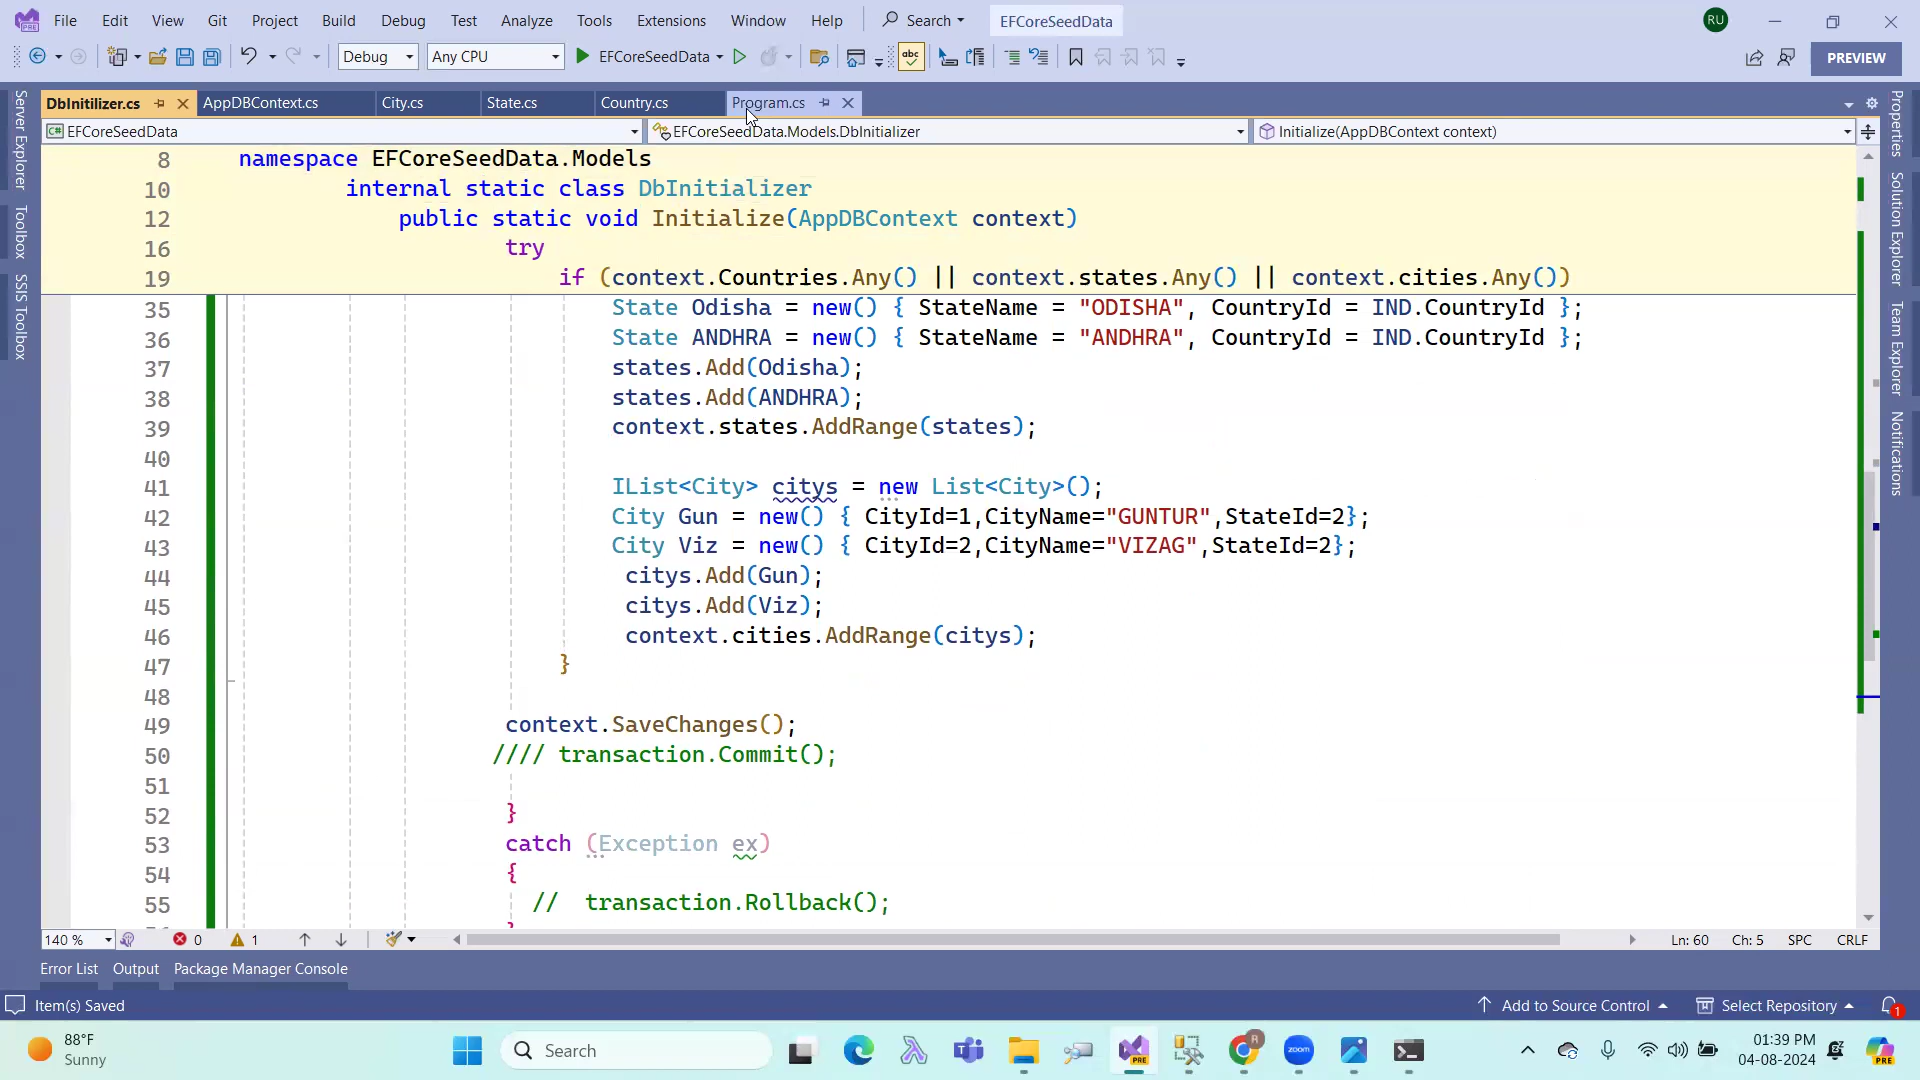 File Edit View Git Project Build Debug Test Analyze Tools Extensions Window Help Search EFCoreSeedData RU
Debug Any CPU EFCoreSeedData abc PREVIEW
DbInitilizer.cs AppDBContext.cs City.cs State.cs Country.cs Program.cs
C# EFCoreSeedData EFCoreSeedData.Models.DbInitializer Initialize(AppDBContext context)
8 namespace EFCoreSeedData.Models
10 internal static class DbInitializer
12 public static void Initialize(AppDBContext context)
16 try
19 if (context.Countries.Any() || context.states.Any() || context.cities.Any())
35 State Odisha = new() { StateName = "ODISHA", CountryId = IND.CountryId };
36 State ANDHRA = new() { StateName = "ANDHRA", CountryId = IND.CountryId };
37 states.Add(Odisha);
38 states.Add(ANDHRA);
39 context.states.AddRange(states);
40
41 IList<City> citys = new List<City>();
42 City Gun = new() { CityId=1,CityName="GUNTUR",StateId=2};
43 City Viz = new() { CityId=2,CityName="VIZAG",StateId=2};
44 citys.Add(Gun);
45 citys.Add(Viz);
46 context.cities.AddRange(citys);
47 }
48
49 context.SaveChanges();
50 //// transaction.Commit();
51
52 }
53 catch (Exception ex)
54 {
55 // transaction.Rollback();
Server Explorer
Toolbox
SSIS Toolbox
Properties
Solution Explorer
Team Explorer
Notifications
140 % 0 1 Ln: 60 Ch: 5 SPC CRLF
Error List Output Package Manager Console
Item(s) Saved Add to Source Control Select Repository 1
88°F
Sunny
Search
PRE
R
zoom
01:39 PM
04-08-2024
PRE